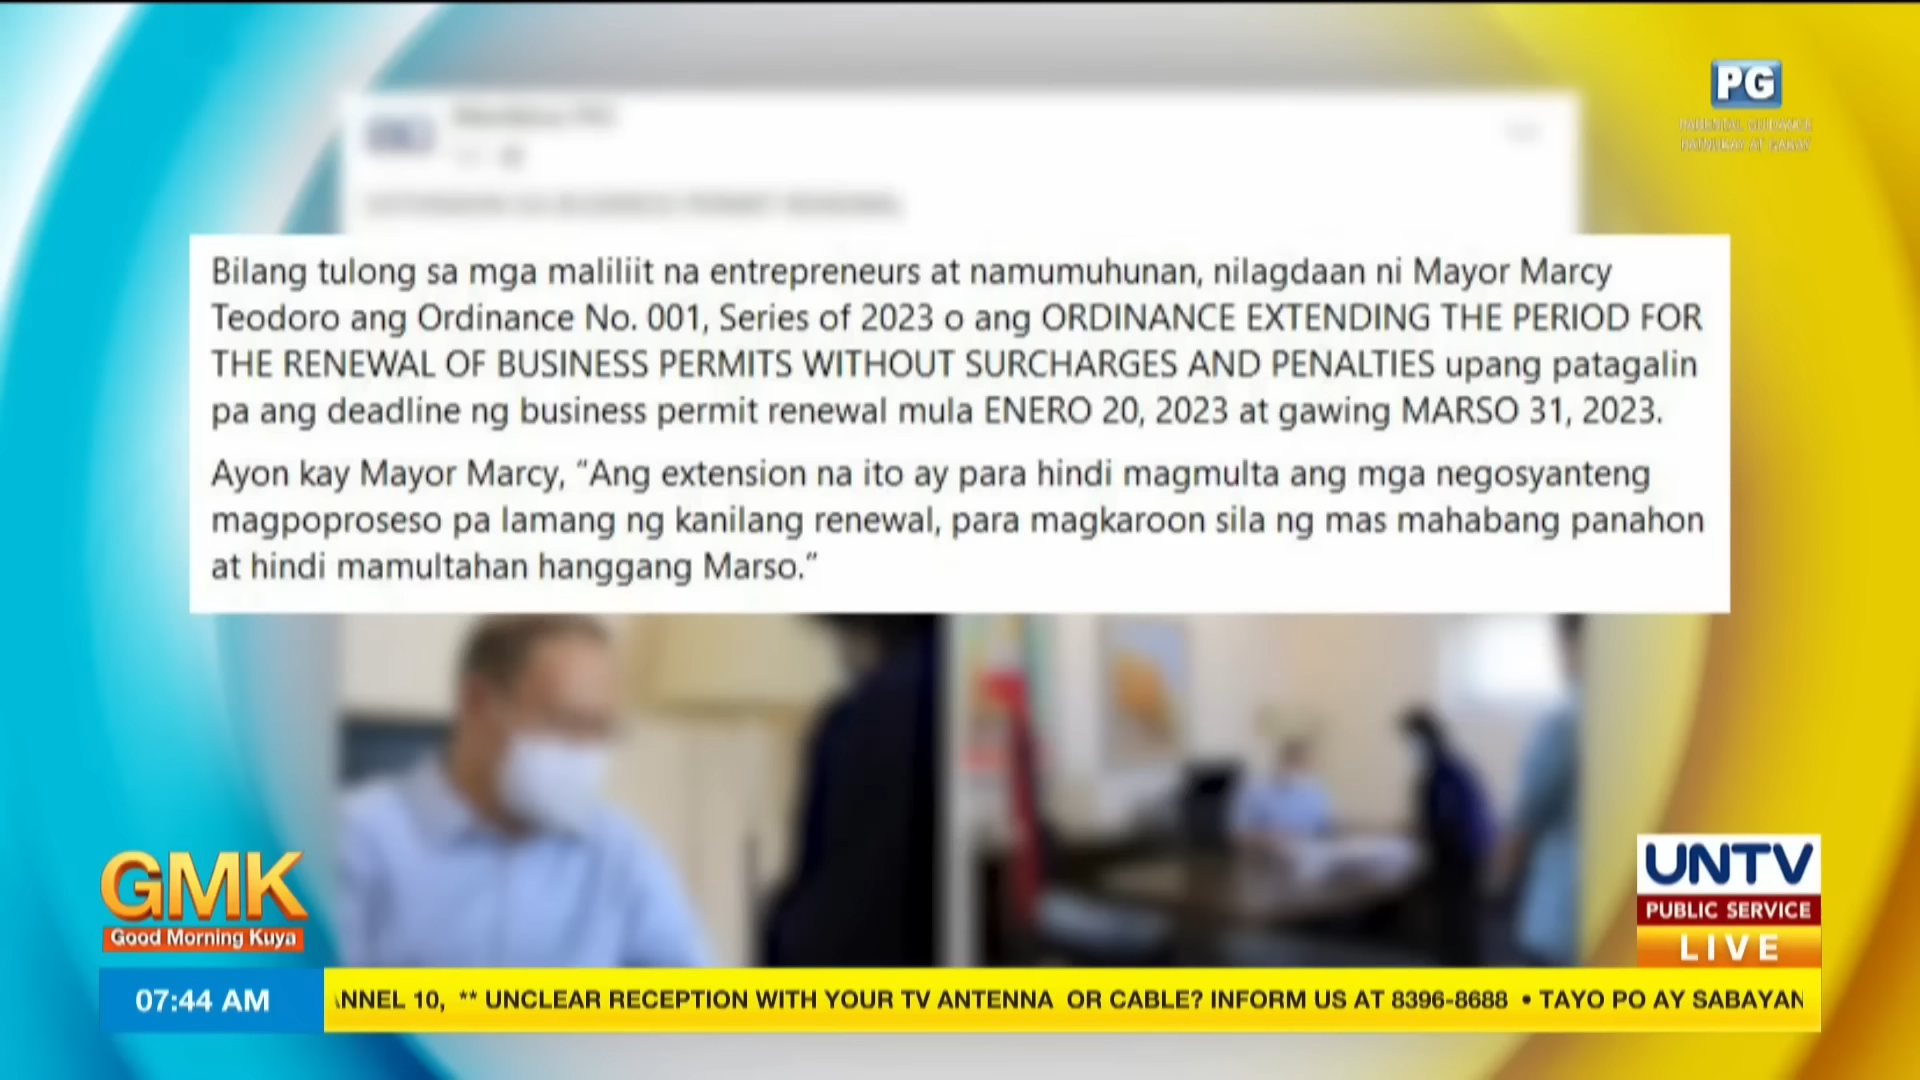 PG
PARENTAL GUIDANCE
PATNUBAY AT GABAY
Bilang tulong sa mga maliliit na entrepreneurs at namumuhunan, nilagdaan ni Mayor Marcy
Teodoro ang Ordinance No. 001, Series of 2023 o ang ORDINANCE EXTENDING THE PERIOD FOR
THE RENEWAL OF BUSINESS PERMITS WITHOUT SURCHARGES AND PENALTIES upang patagalin
pa ang deadline ng business permit renewal mula ENERO 20, 2023 at gawing MARSO 31, 2023.
Ayon kay Mayor Marcy, “Ang extension na ito ay para hindi magmulta ang mga negosyanteng
magpoproseso pa lamang ng kanilang renewal, para magkaroon sila ng mas mahabang panahon
at hindi mamultahan hanggang Marso.”
GMK
Good Morning Kuya
UNTV
PUBLIC SERVICE
LIVE
07:44 AM
NNEL 10, ** UNCLEAR RECEPTION WITH YOUR TV ANTENNA OR CABLE? INFORM US AT 8396-8688 • TAYO PO AY SABAYAN